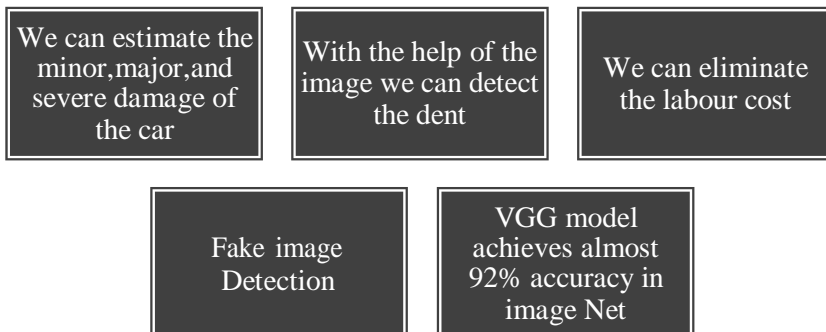 We can estimate the
minor,major,and
severe damage of
the car
With the help of the
image we can detect
the dent
We can eliminate
the labour cost
Fake image
Detection
VGG model
achieves almost
92% accuracy in
image Net